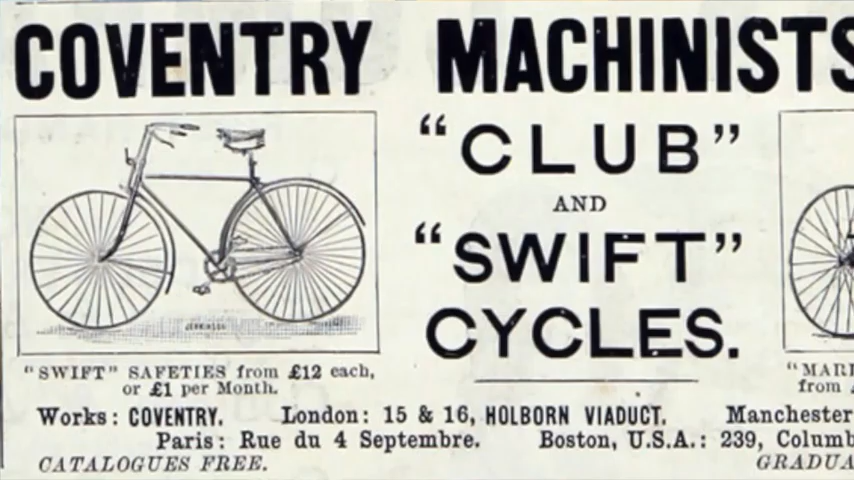 COVENTRY MACHINISTS
"CLUB"
AND
"SWIFT"
CYCLES.
"SWIFT" SAFETIES from £12 each,
or £1 per Month.
from
Works: COVENTRY. London: 15 & 16, HOLBORN VIADUCT. Manchester
Paris: Rue du 4 Septembre. Boston, U.S.A.: 239,
CATALOGUES FREE.